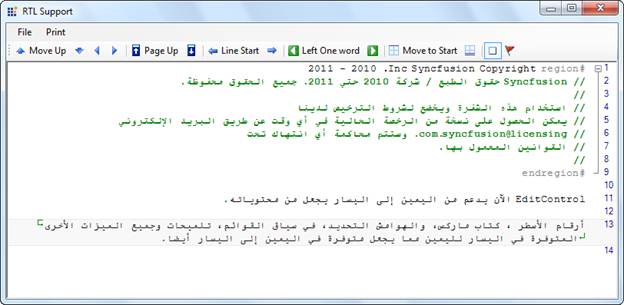 RTL Support
File Print
Move Up Page Up Line Start Left One word Move to Start
1 #region Copyright Syncfusion Inc. 2010 - 2011
2 // Syncfusion حقوق الطبع / شركة 2010 حتي 2011. جميع الحقوق محفوظة.
3 //
4 // استخدام هذه الشفرة ويخضع لشروط الترخيص لدينا
5 // يمكن الحصول على نسخة من الرخصة الحالية في أي وقت عن طريق البريد الإلكتروني
6 // licensing@syncfusion.com. وستتم محاكمة أي انتهاك تحت
7 // القوانين المعمول بها.
8 //
9 #endregion
10
11 EditControl الآن يدعم من اليمين إلى اليسار يجعل من محتوياته.
12
13 أرقام الأسطر ، كتاب ماركس، والهوامش التحديد، في سياق القوائم، تلميحات وجميع الميزات الأخرى
المتوفرة في اليسار لليمين مما يجعل متوفرة في اليمين إلى اليسار أيضا.
14